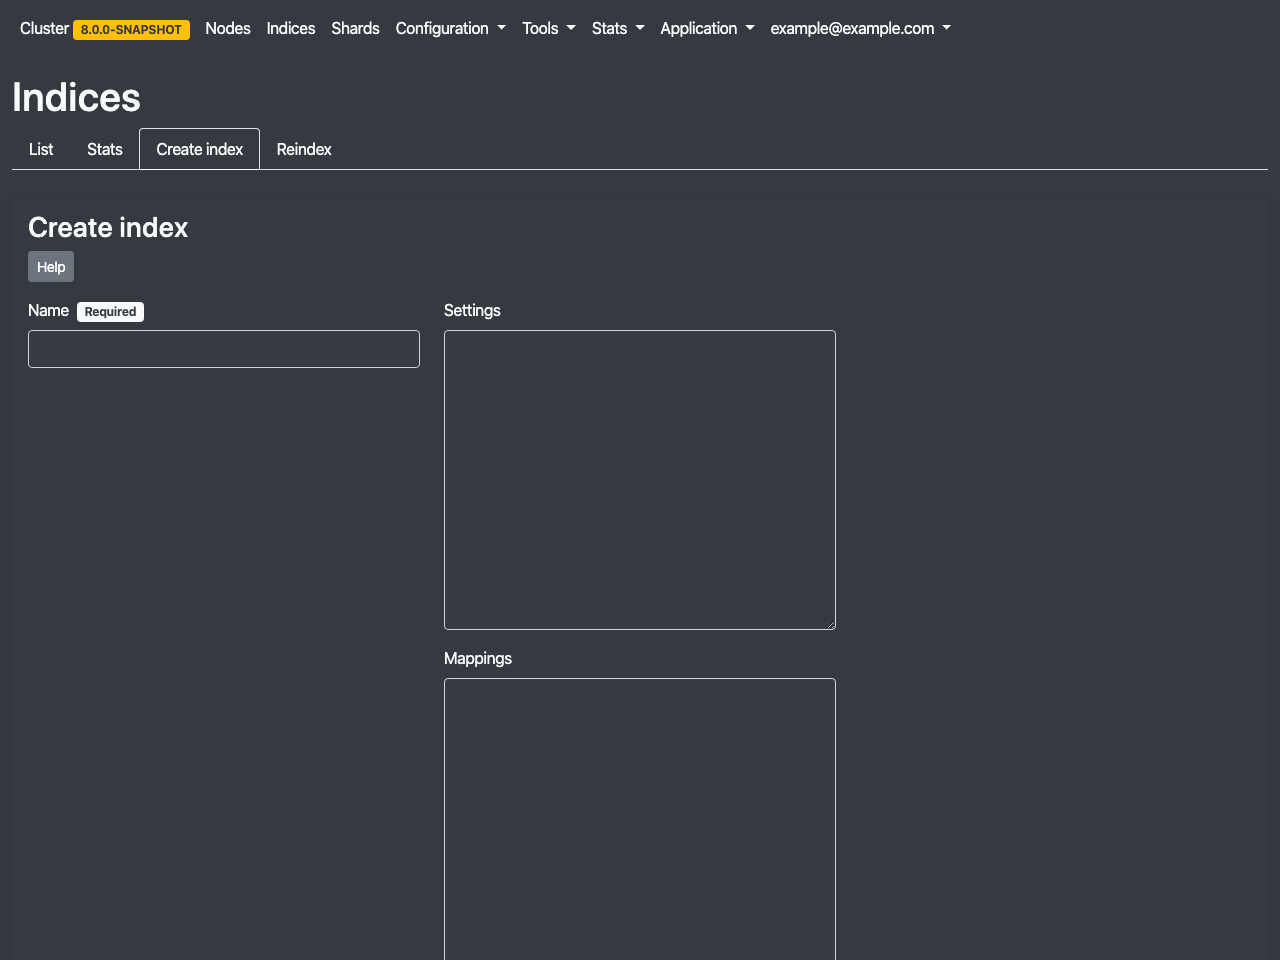 Cluster 8.0.0-SNAPSHOT Nodes Indices Shards Configuration Tools Stats Application example@example.com
Indices
List Stats Create index Reindex
Create index
Help
Name Required
Settings
Mappings